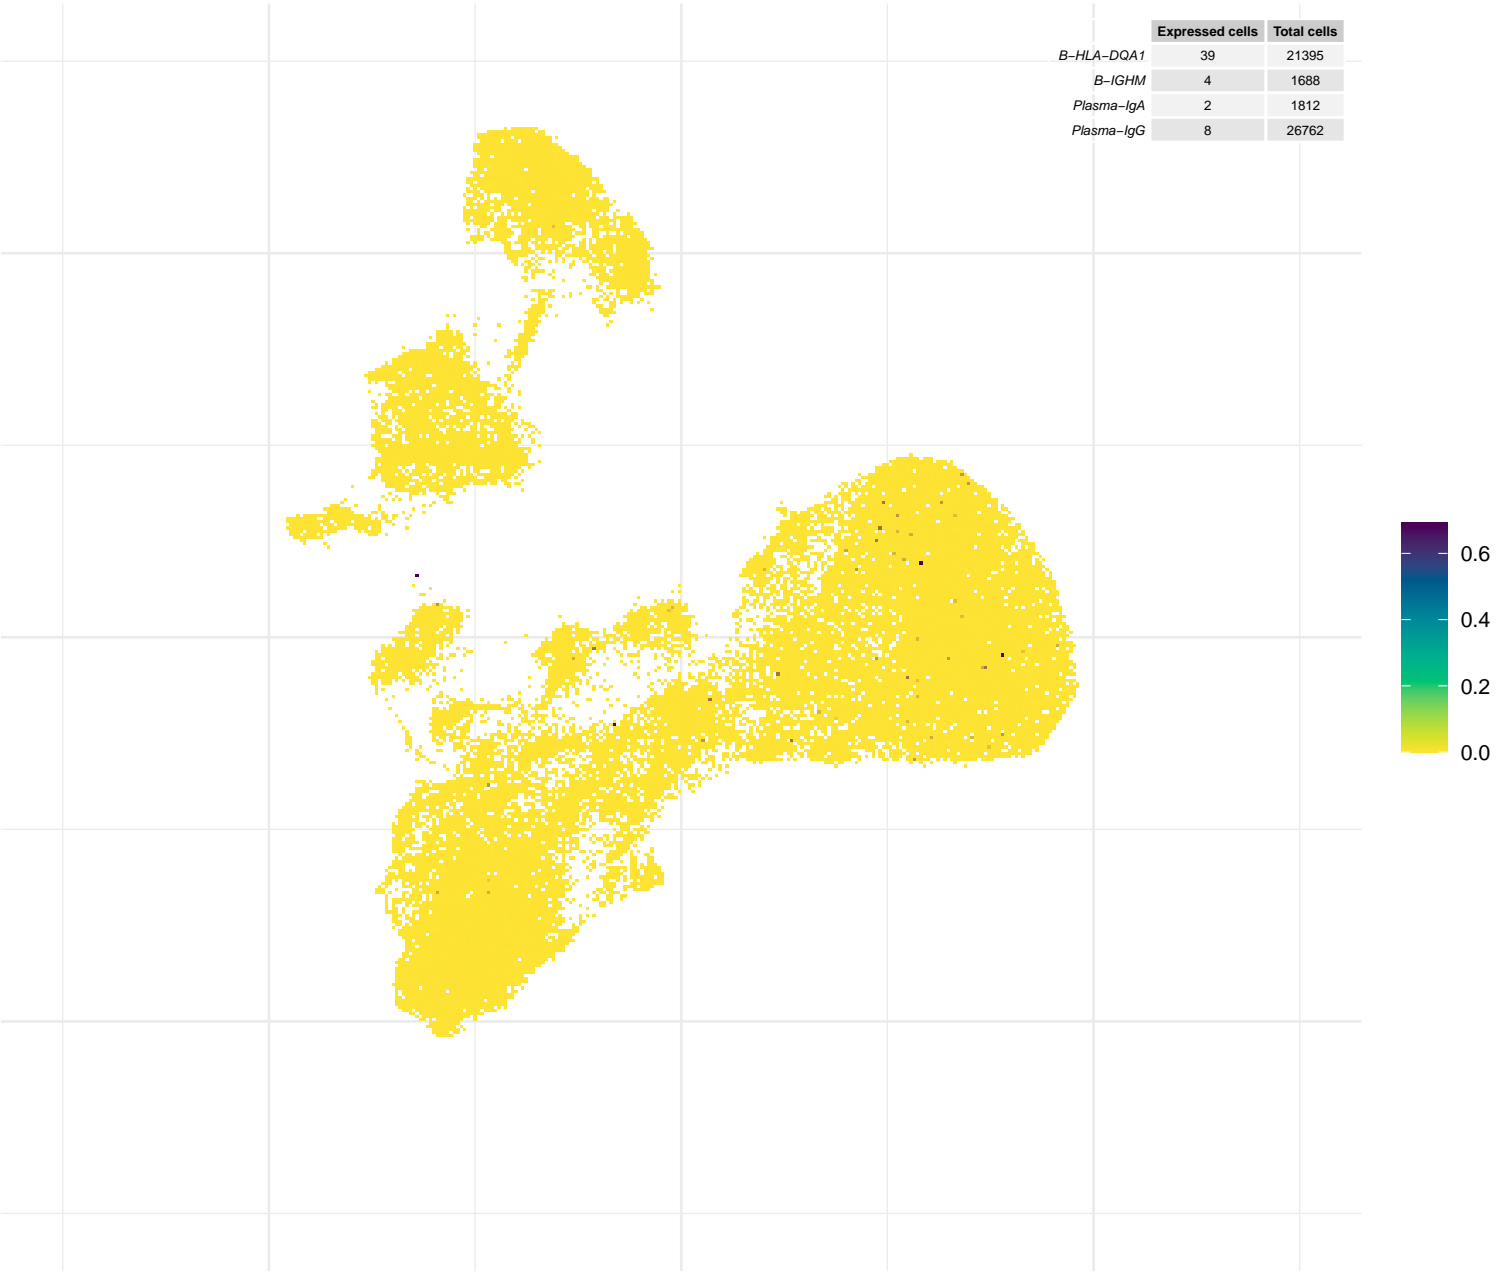 Expressed cells Total cells
B−HLA−DQA1 39 21395
B−IGHM 4 1688
Plasma−IgA 2 1812
Plasma−IgG 8 26762
0.6
0.4
0.2
0.0